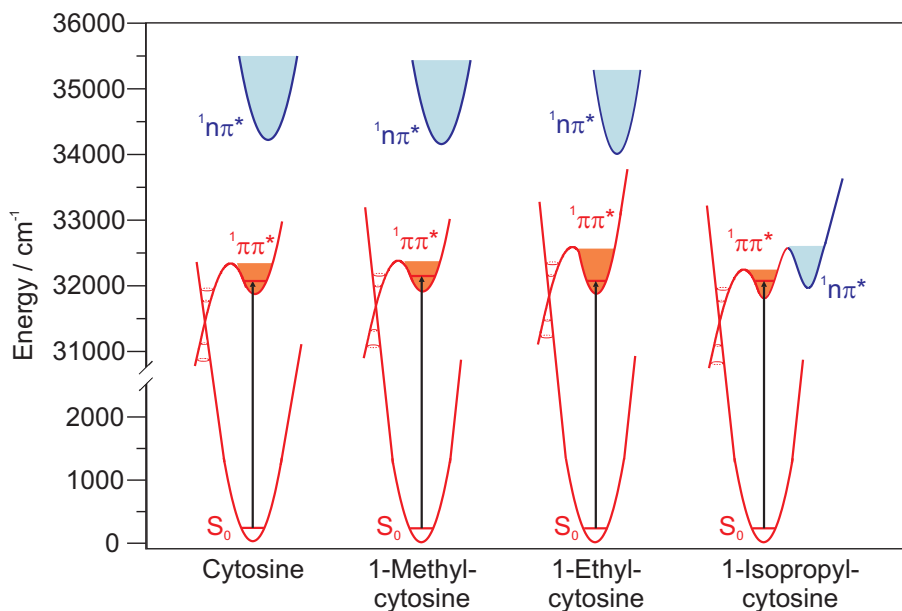 Energy / cm⁻¹
36000
35000
34000
33000
32000
31000
2000
1000
0
¹nπ*
¹nπ*
¹nπ*
¹nπ*
¹ππ*
¹ππ*
¹ππ*
¹ππ*
S₀
S₀
S₀
S₀
Cytosine
1-Methyl-
cytosine
1-Ethyl-
cytosine
1-Isopropyl-
cytosine